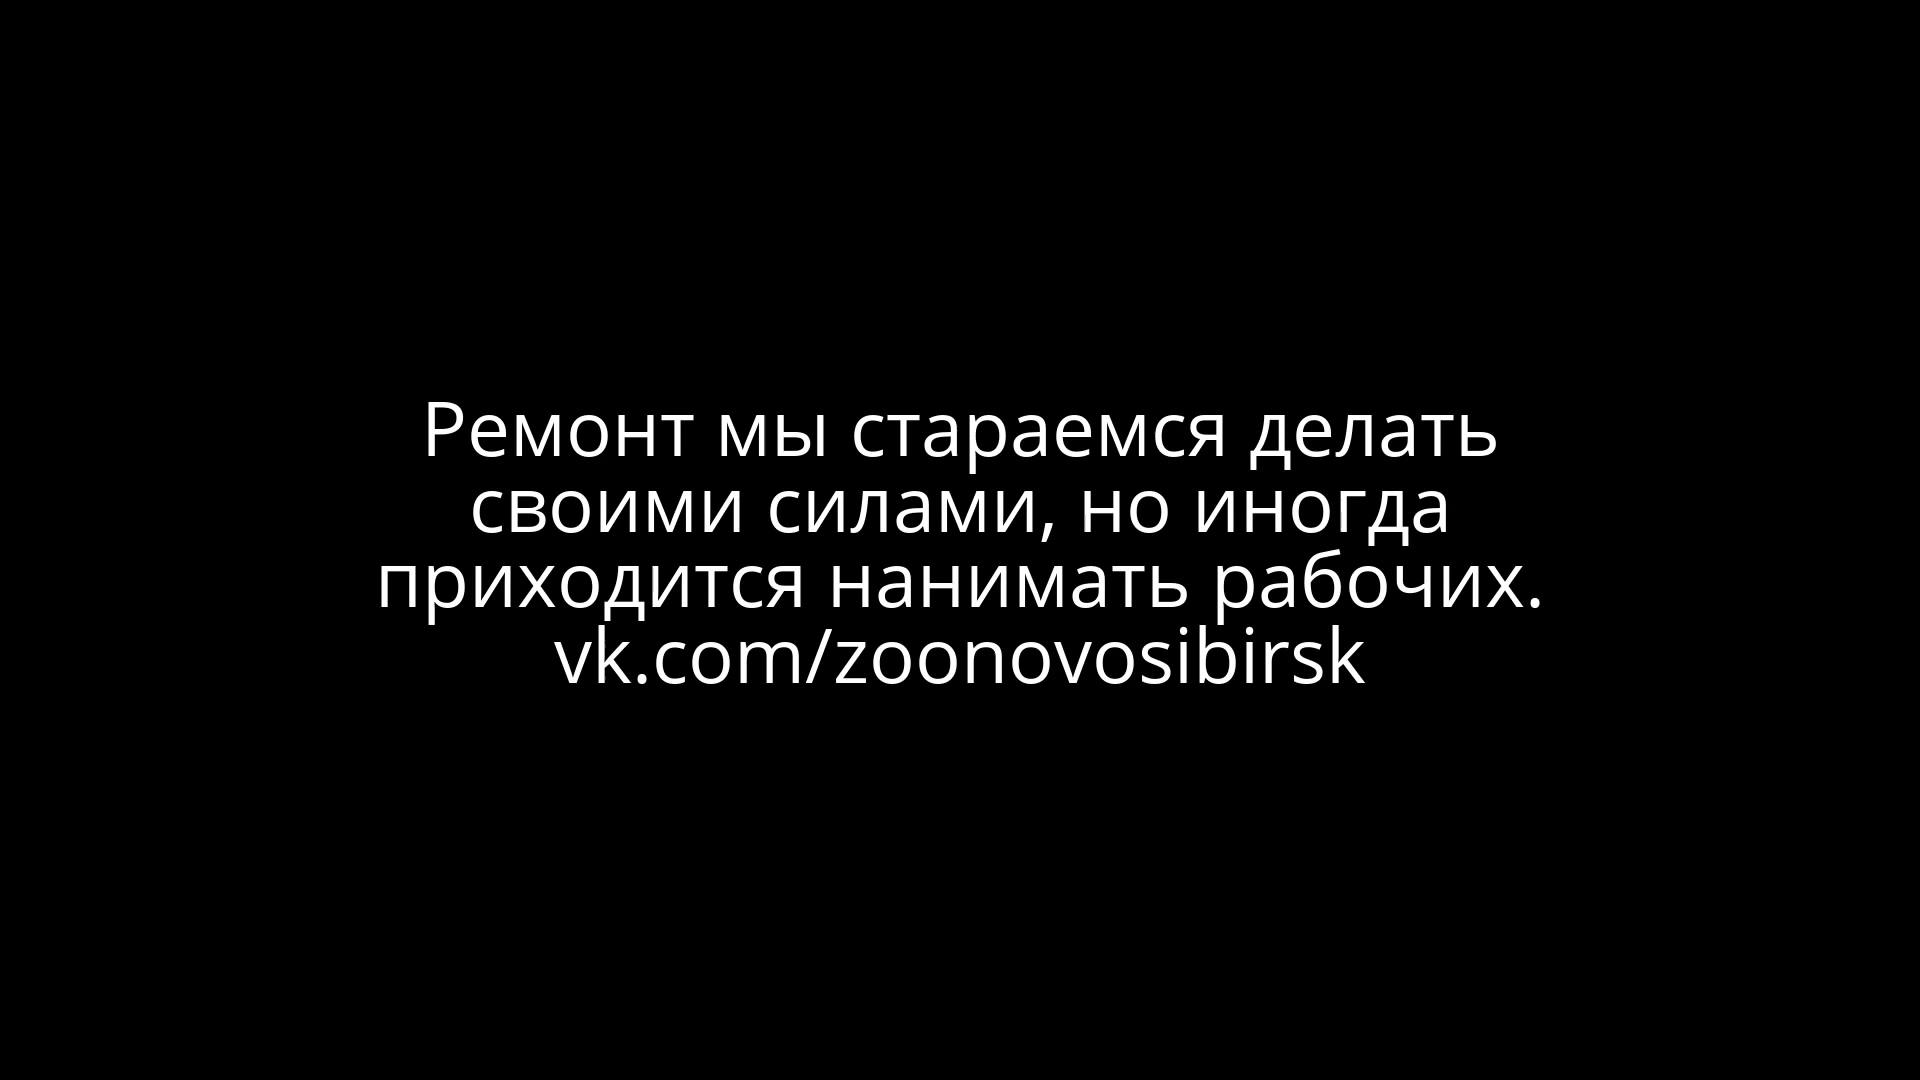 Ремонт мы стараемся делать
своими силами, но иногда
приходится нанимать рабочих.
vk.com/zoonovosibirsk